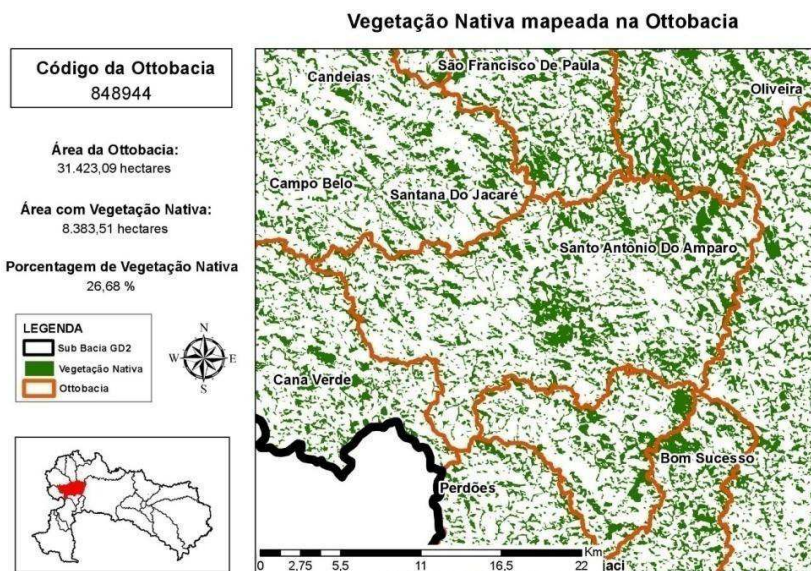 Vegetação Nativa mapeada na Ottobacia
Código da Ottobacia
848944
Área da Ottobacia:
31.423,09 hectares
Área com Vegetação Nativa:
8.383,51 hectares
Porcentagem de Vegetação Nativa
26,68 %
LEGENDA
Sub Bacia GD2
Vegetação Nativa
Ottobacia
N
W E
S
São Francisco De Paula
Candeias
Oliveira
Campo Belo
Santana Do Jacaré
Santo Antônio Do Amparo
Cana Verde
Bom Sucesso
Perdões
Km
0 2,75 5,5 11 16,5 22
jaci